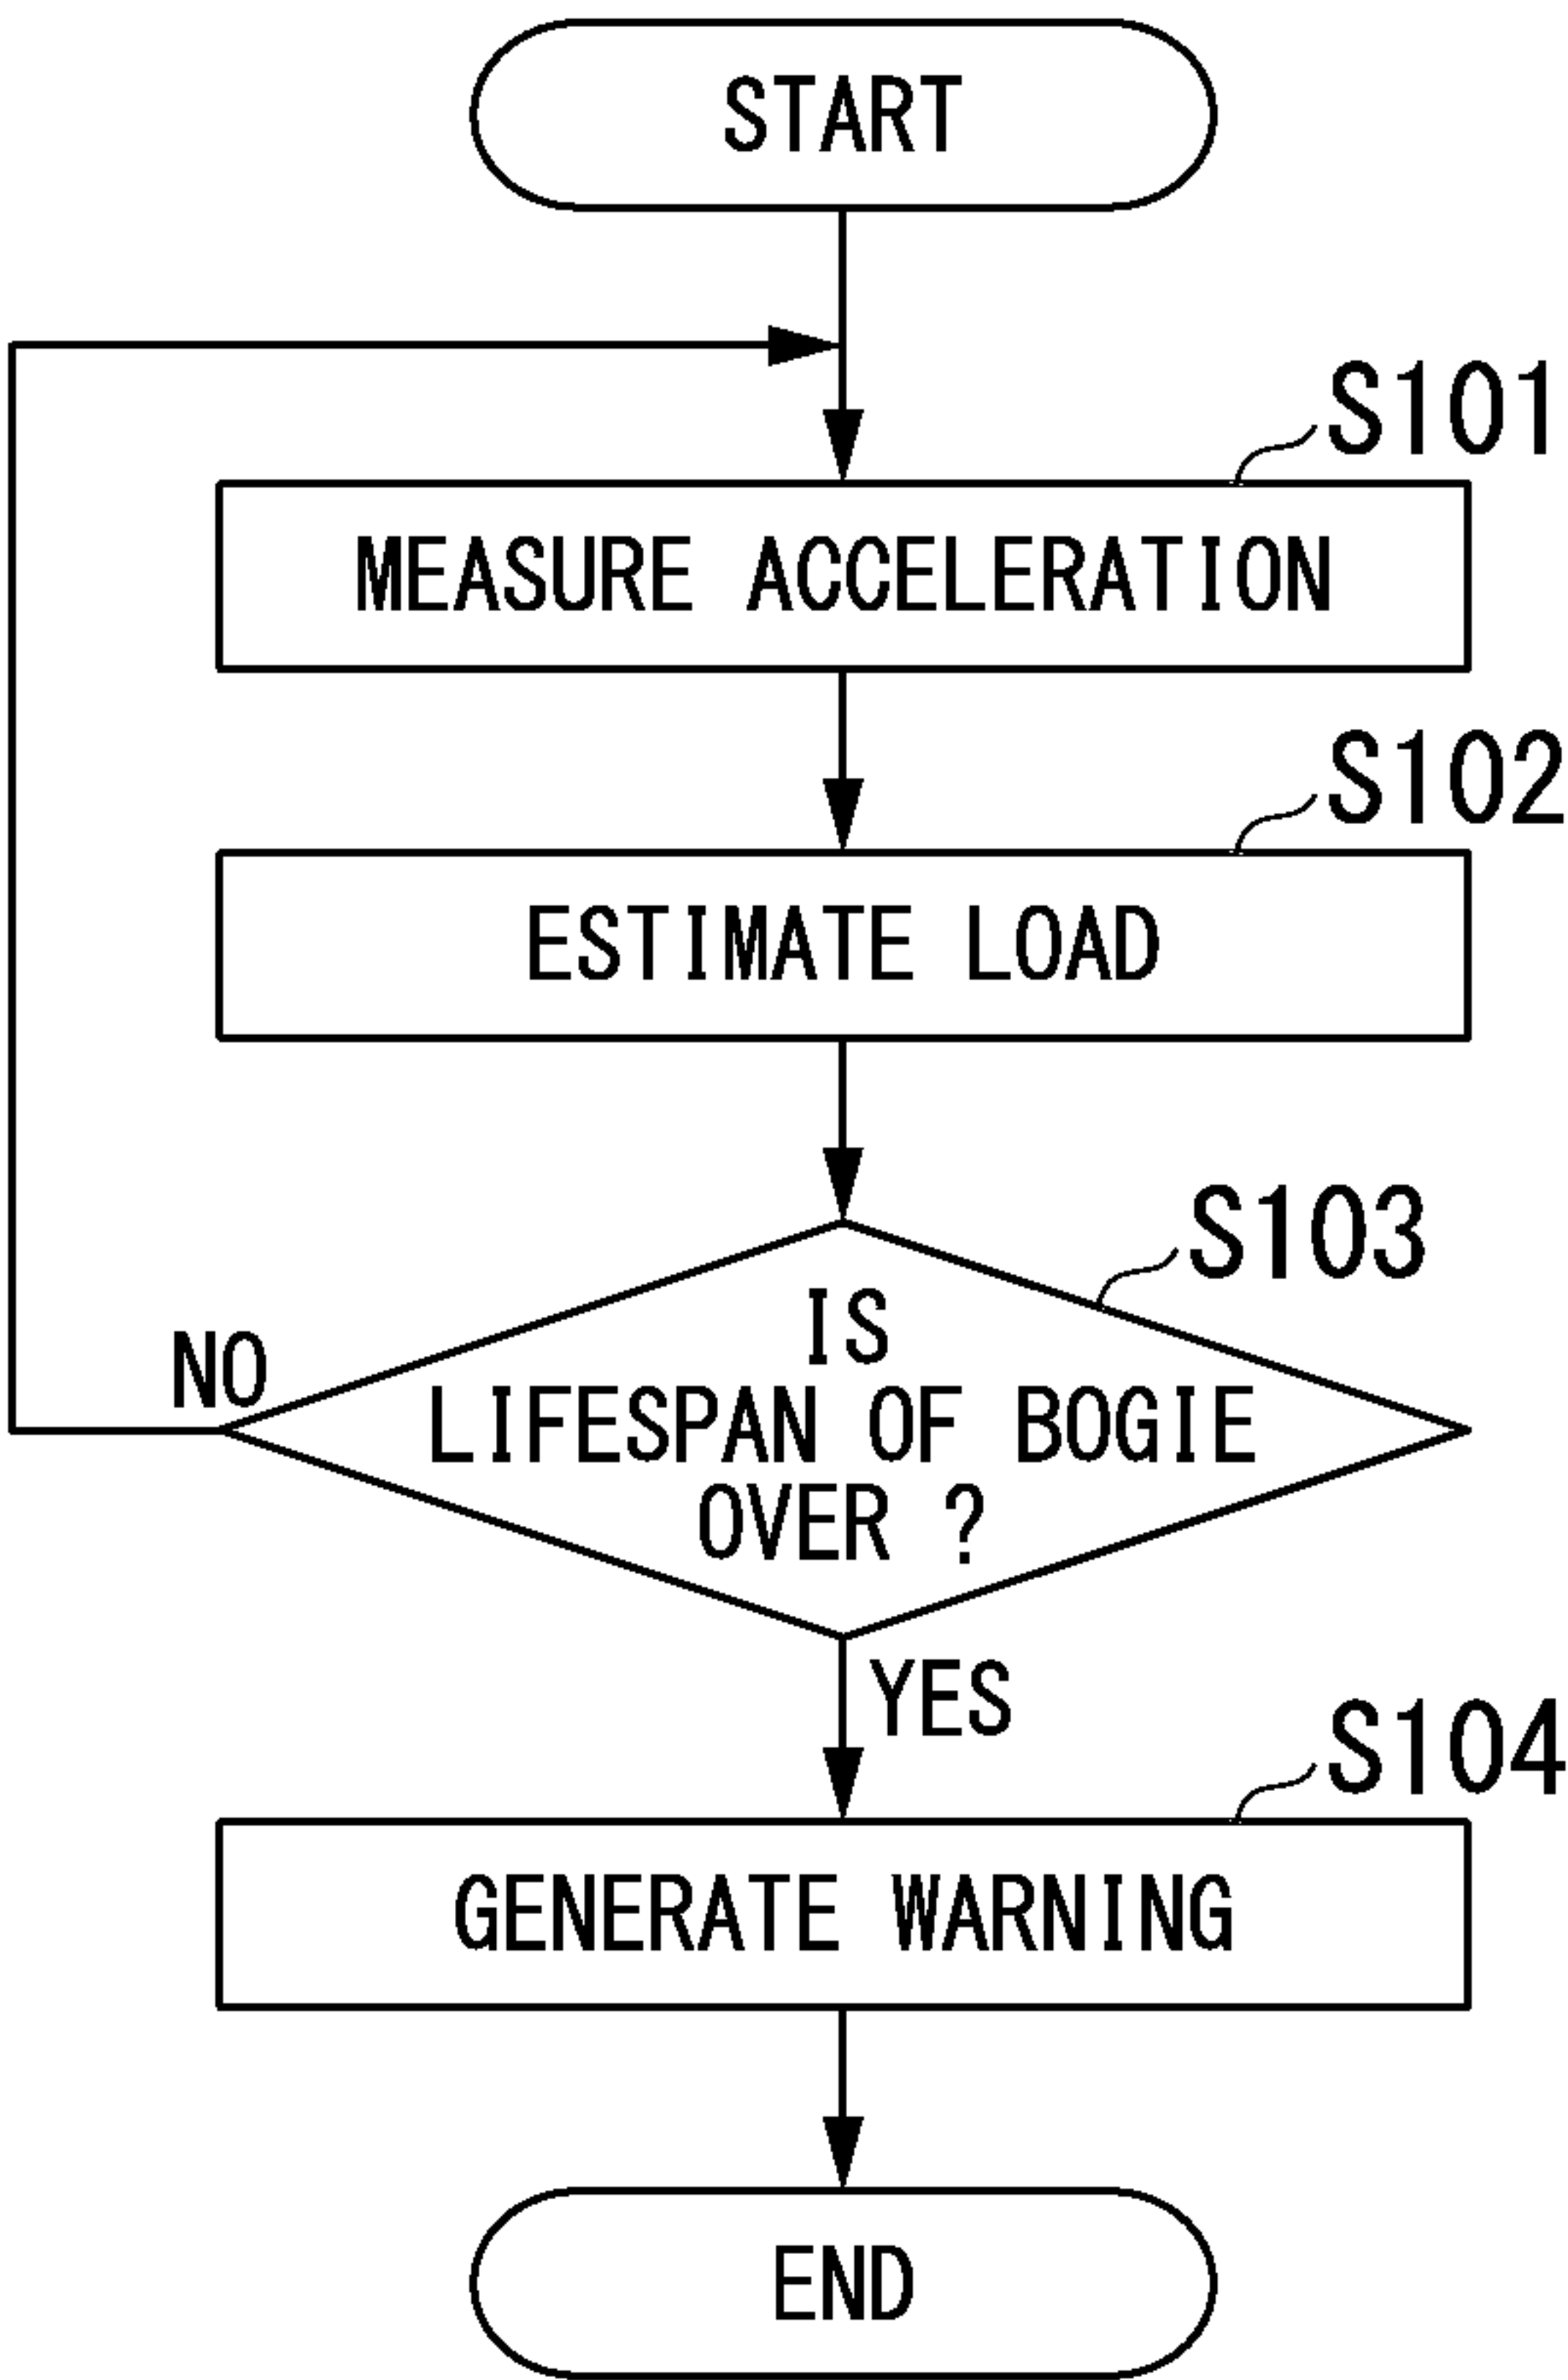 START
S101
MEASURE ACCELERATION
S102
ESTIMATE LOAD
S103
IS
LIFESPAN OF BOGIE
OVER ?
NO
YES
S104
GENERATE WARNING
END